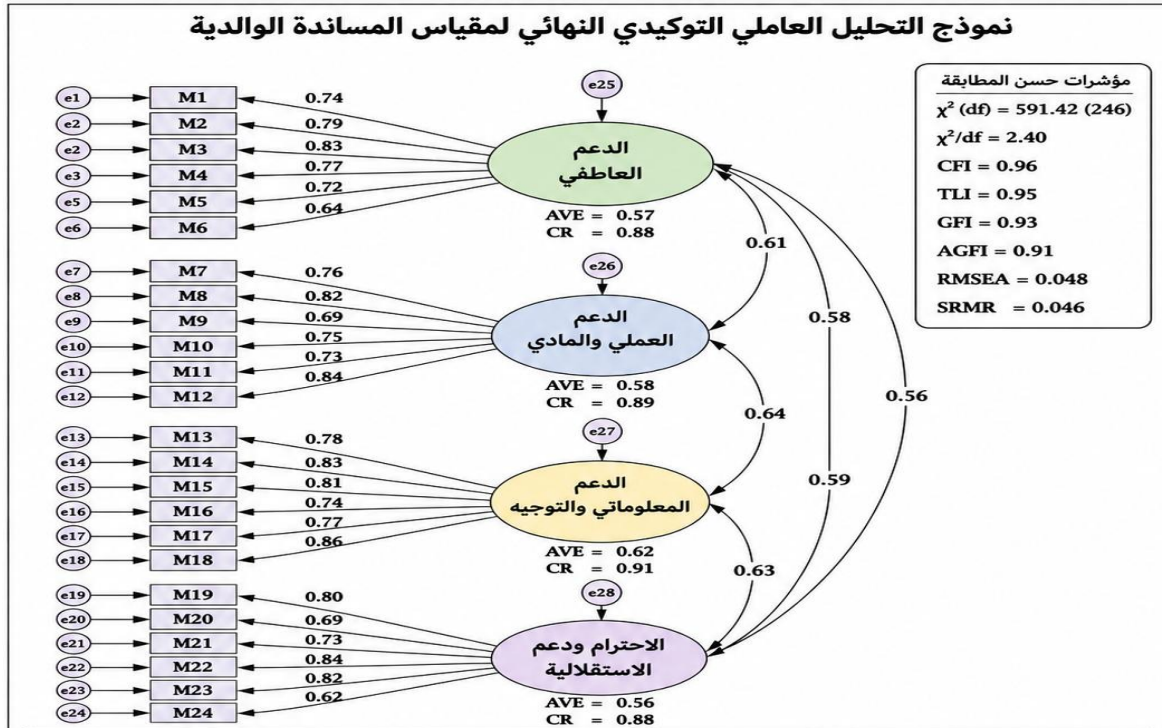 نموذج التحليل العاملي التوكيدي النهائي لمقياس المساندة الوالدية
مؤشرات حسن المطابقة
χ² (df) = 591.42 (246)
χ²/df = 2.40
CFI = 0.96
TLI = 0.95
GFI = 0.93
AGFI = 0.91
RMSEA = 0.048
SRMR = 0.046
e25
الدعم
العاطفي
AVE = 0.57
CR = 0.88
e1 M1 0.74
e2 M2 0.79
e2 M3 0.83
e3 M4 0.77
e5 M5 0.72
e6 M6 0.64
e26
الدعم
العملي والمادي
AVE = 0.58
CR = 0.89
e7 M7 0.76
e8 M8 0.82
e9 M9 0.69
e10 M10 0.75
e11 M11 0.73
e12 M12 0.84
e27
الدعم
المعلوماتي والتوجيه
AVE = 0.62
CR = 0.91
e13 M13 0.78
e14 M14 0.83
e15 M15 0.81
e16 M16 0.74
e17 M17 0.77
e18 M18 0.86
e28
الاحترام ودعم
الاستقلالية
AVE = 0.56
CR = 0.88
e19 M19 0.80
e20 M20 0.69
e21 M21 0.73
e22 M22 0.84
e23 M23 0.82
e24 M24 0.62
0.61
0.58
0.56
0.64
0.59
0.63